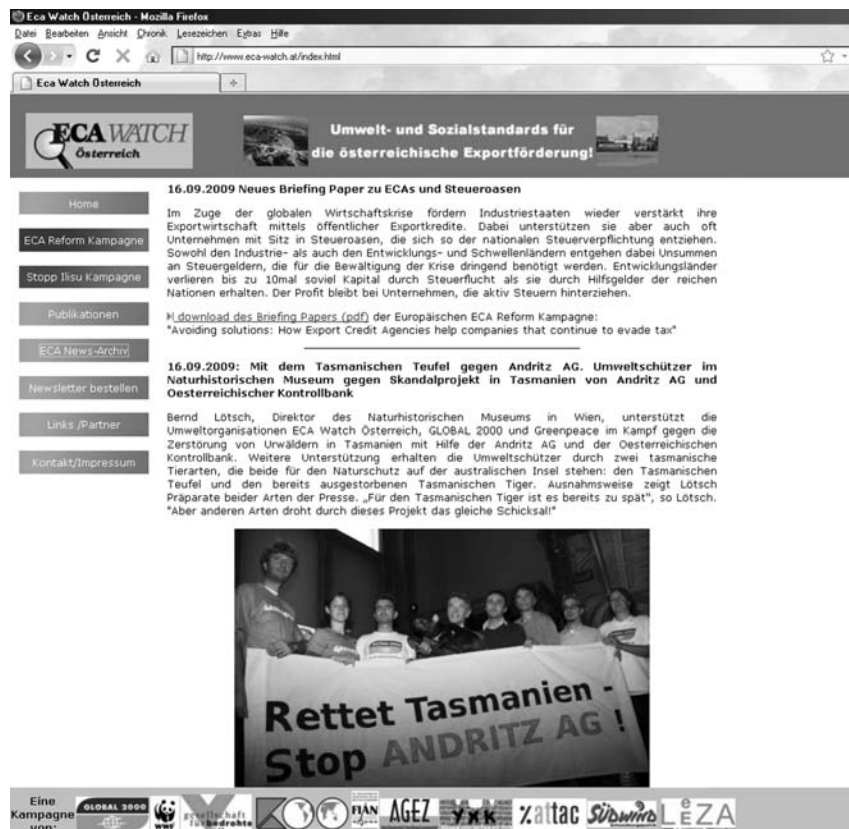 Eca Watch Österreich - Mozilla Firefox
Datei Bearbeiten Ansicht Chronik Lesezeichen Extras Hilfe
http://www.eca-watch.at/index.html
Eca Watch Österreich
ECA WATCH
Österreich
Umwelt- und Sozialstandards für
die österreichische Exportförderung!
Home
ECA Reform Kampagne
Stopp Ilisu Kampagne
Publikationen
ECA News-Archiv
Newsletter bestellen
Links /Partner
Kontakt/Impressum
16.09.2009 Neues Briefing Paper zu ECAs und Steueroasen
Im Zuge der globalen Wirtschaftskrise fördern Industriestaaten wieder verstärkt ihre
Exportwirtschaft mittels öffentlicher Exportkredite. Dabei unterstützen sie aber auch oft
Unternehmen mit Sitz in Steueroasen, die sich so der nationalen Steuerverpflichtung entziehen.
Sowohl den Industrie- als auch den Entwicklungs- und Schwellenländern entgehen dabei Unsummen
an Steuergeldern, die für die Bewältigung der Krise dringend benötigt werden. Entwicklungsländer
verlieren bis zu 10mal soviel Kapital durch Steuerflucht als sie durch Hilfsgelder der reichen
Nationen erhalten. Der Profit bleibt bei Unternehmen, die aktiv Steuern hinterziehen.
download des Briefing Papers (pdf) der Europäischen ECA Reform Kampagne:
"Avoiding solutions: How Export Credit Agencies help companies that continue to evade tax"
16.09.2009: Mit dem Tasmanischen Teufel gegen Andritz AG. Umweltschützer im
Naturhistorischen Museum gegen Skandalprojekt in Tasmanien von Andritz AG und
Oesterreichischer Kontrollbank
Bernd Lötsch, Direktor des Naturhistorischen Museums in Wien, unterstützt die
Umweltorganisationen ECA Watch Österreich, GLOBAL 2000 und Greenpeace im Kampf gegen die
Zerstörung von Urwäldern in Tasmanien mit Hilfe der Andritz AG und der Oesterreichischen
Kontrollbank. Weitere Unterstützung erhalten die Umweltschützer durch zwei tasmanische
Tierarten, die beide für den Naturschutz auf der australischen Insel stehen: den Tasmanischen
Teufel und den bereits ausgestorbenen Tasmanischen Tiger. Ausnahmsweise zeigt Lötsch
Präparate beider Arten der Presse. „Für den Tasmanischen Tiger ist es bereits zu spät", so Lötsch.
"Aber anderen Arten droht durch dieses Projekt das gleiche Schicksal!"
Rettet Tasmanien -
Stop ANDRITZ AG !
Eine
Kampagne
von:
GLOBAL 2000
WWF
gesellschaft
für bedrohte
FIAN
AGEZ
YXK
attac
SÜDWIND
LEEZA